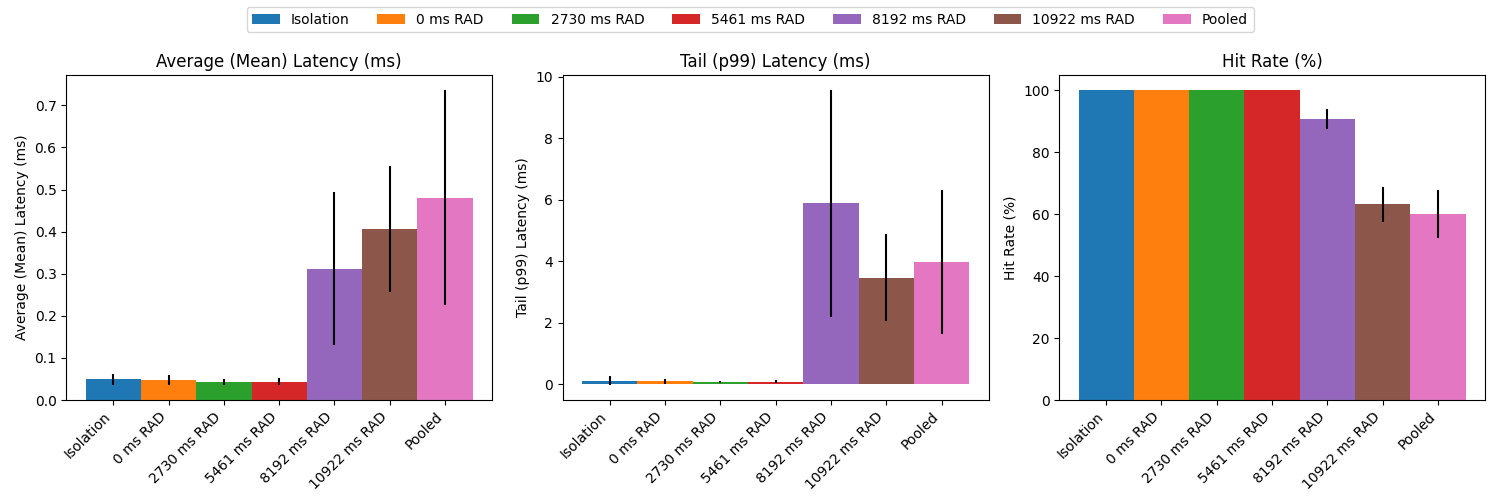 Isolation 0 ms RAD 2730 ms RAD 5461 ms RAD 8192 ms RAD 10922 ms RAD Pooled
Average (Mean) Latency (ms)
Average (Mean) Latency (ms)
0.7
0.6
0.5
0.4
0.3
0.2
0.1
0.0
Isolation
0 ms RAD
2730 ms RAD
5461 ms RAD
8192 ms RAD
10922 ms RAD
Pooled
Tail (p99) Latency (ms)
Tail (p99) Latency (ms)
10
8
6
4
2
0
Isolation
0 ms RAD
2730 ms RAD
5461 ms RAD
8192 ms RAD
10922 ms RAD
Pooled
Hit Rate (%)
Hit Rate (%)
100
80
60
40
20
0
Isolation
0 ms RAD
2730 ms RAD
5461 ms RAD
8192 ms RAD
10922 ms RAD
Pooled